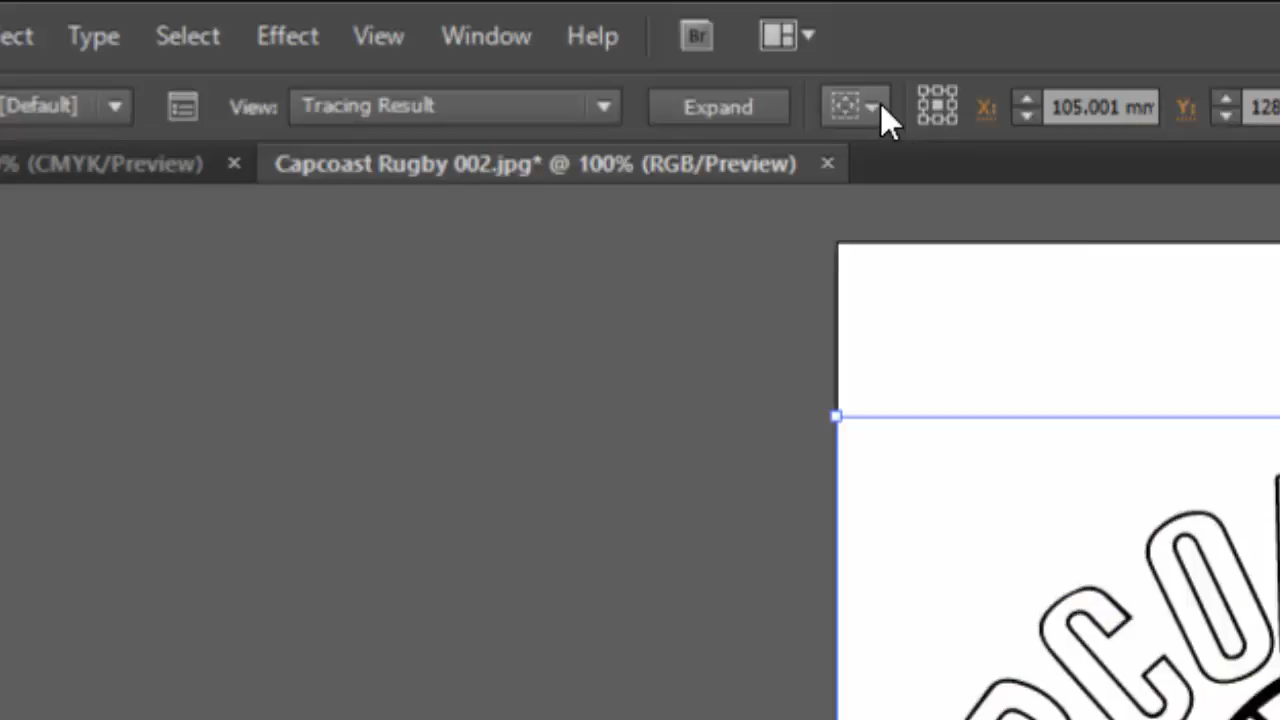 ect Type Select Effect View Window Help Br
[Default] View: Tracing Result Expand X: 105.001 mm Y: 128
% (CMYK/Preview) × Capcoast Rugby 002.jpg* @ 100% (RGB/Preview) ×
PCOA